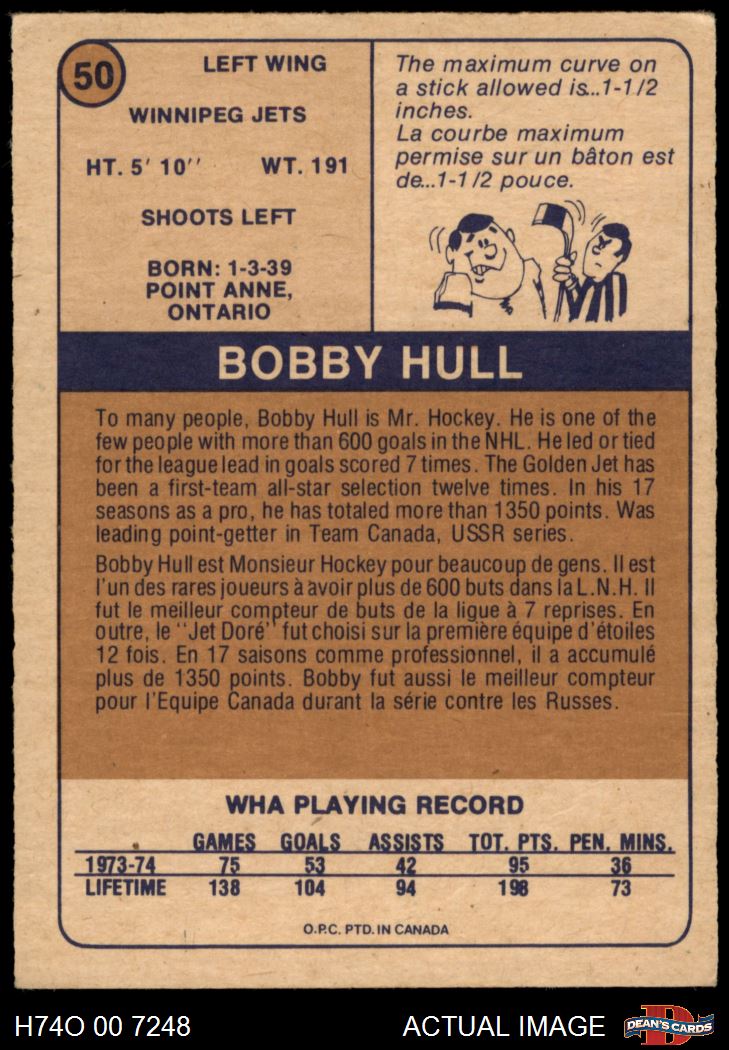 50
LEFT WING
WINNIPEG JETS
HT. 5' 10'' WT. 191
SHOOTS LEFT
BORN: 1-3-39
POINT ANNE,
ONTARIO
The maximum curve on
a stick allowed is...1-1/2
inches.
La courbe maximum
permise sur un bâton est
de...1-1/2 pouce.
BOBBY HULL
To many people, Bobby Hull is Mr. Hockey. He is one of the
few people with more than 600 goals in the NHL. He led or tied
for the league lead in goals scored 7 times. The Golden Jet has
been a first-team all-star selection twelve times. In his 17
seasons as a pro, he has totaled more than 1350 points. Was
leading point-getter in Team Canada, USSR series.
Bobby Hull est Monsieur Hockey pour beaucoup de gens. Il est
l'un des rares joueurs à avoir plus de 600 buts dans la L.N.H. Il
fut le meilleur compteur de buts de la ligue à 7 reprises. En
outre, le ''Jet Doré'' fut choisi sur la première équipe d'étoiles
12 fois. En 17 saisons comme professionnel, il a accumulé
plus de 1350 points. Bobby fut aussi le meilleur compteur
pour l'Equipe Canada durant la série contre les Russes.
WHA PLAYING RECORD
GAMES GOALS ASSISTS TOT. PTS. PEN. MINS.
1973-74 75 53 42 95 36
LIFETIME 138 104 94 198 73
O.P.C. PTD. IN CANADA
H74O 00 7248 ACTUAL IMAGE DEAN'S CARDS